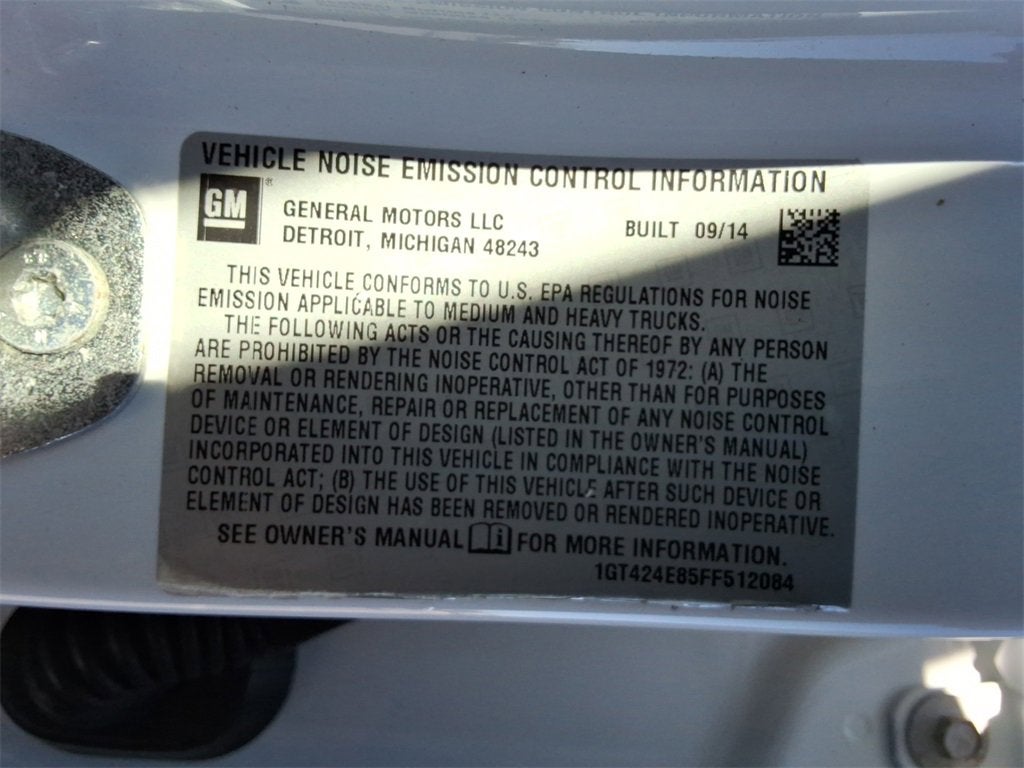 VEHICLE NOISE EMISSION CONTROL INFORMATION
GM ®
GENERAL MOTORS LLC BUILT 09/14
DETROIT, MICHIGAN 48243
THIS VEHICLE CONFORMS TO U.S. EPA REGULATIONS FOR NOISE
EMISSION APPLICABLE TO MEDIUM AND HEAVY TRUCKS.
THE FOLLOWING ACTS OR THE CAUSING THEREOF BY ANY PERSON
ARE PROHIBITED BY THE NOISE CONTROL ACT OF 1972: (A) THE
REMOVAL OR RENDERING INOPERATIVE, OTHER THAN FOR PURPOSES
OF MAINTENANCE, REPAIR OR REPLACEMENT OF ANY NOISE CONTROL
DEVICE OR ELEMENT OF DESIGN (LISTED IN THE OWNER'S MANUAL)
INCORPORATED INTO THIS VEHICLE IN COMPLIANCE WITH THE NOISE
CONTROL ACT; (B) THE USE OF THIS VEHICLE AFTER SUCH DEVICE OR
ELEMENT OF DESIGN HAS BEEN REMOVED OR RENDERED INOPERATIVE.
SEE OWNER'S MANUAL i FOR MORE INFORMATION.
1GT424E85FF512084